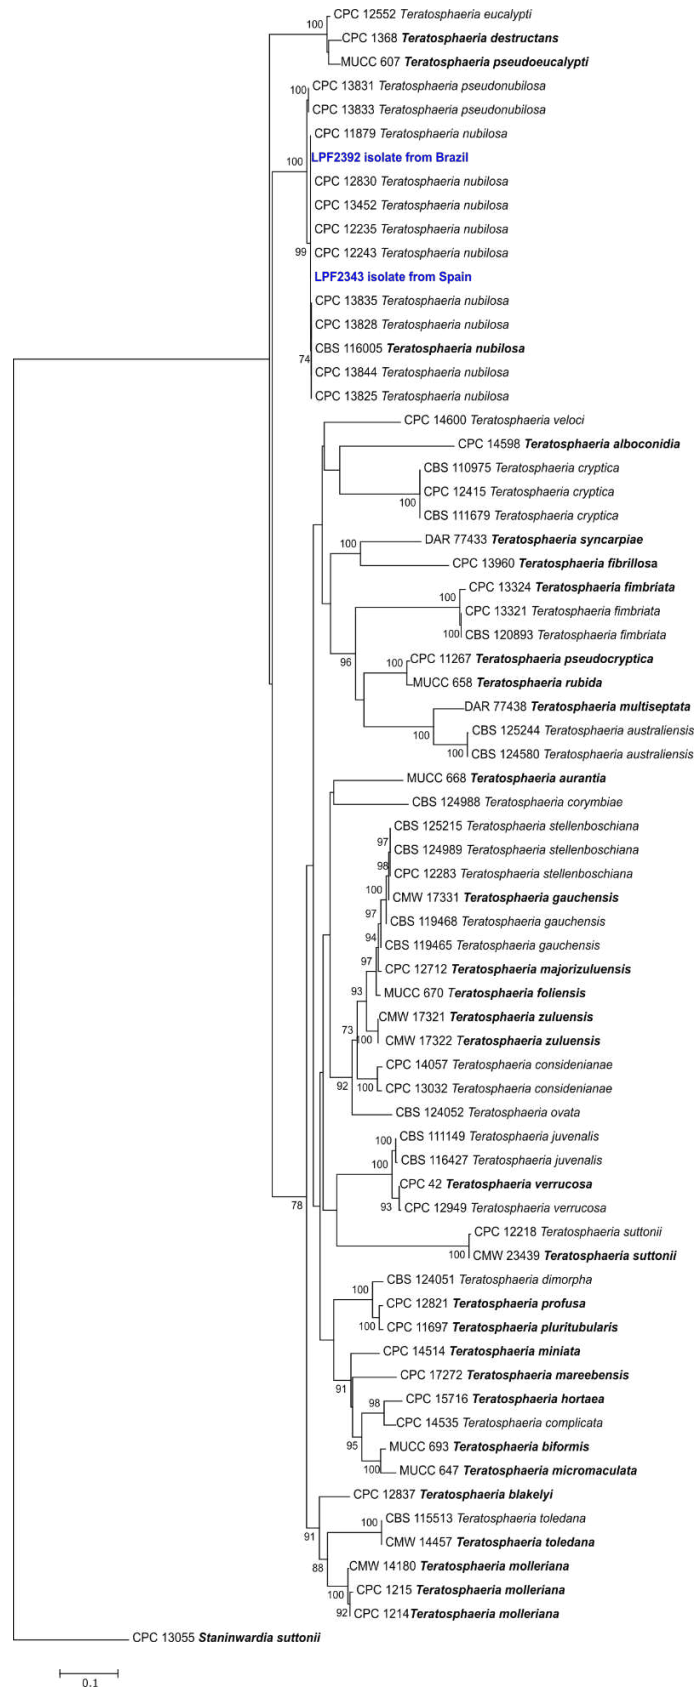 CPC 12552 Teratosphaeria eucalypti
100
CPC 1368 Teratosphaeria destructans
MUCC 607 Teratosphaeria pseudoeucalypti
CPC 13831 Teratosphaeria pseudonubilosa
100
CPC 13833 Teratosphaeria pseudonubilosa
CPC 11879 Teratosphaeria nubilosa
LPF2392 isolate from Brazil
100
CPC 12830 Teratosphaeria nubilosa
CPC 13452 Teratosphaeria nubilosa
CPC 12235 Teratosphaeria nubilosa
CPC 12243 Teratosphaeria nubilosa
99
LPF2343 isolate from Spain
CPC 13835 Teratosphaeria nubilosa
CPC 13828 Teratosphaeria nubilosa
CBS 116005 Teratosphaeria nubilosa
74
CPC 13844 Teratosphaeria nubilosa
CPC 13825 Teratosphaeria nubilosa
CPC 14600 Teratosphaeria veloci
CPC 14598 Teratosphaeria alboconidia
CBS 110975 Teratosphaeria cryptica
CPC 12415 Teratosphaeria cryptica
100
CBS 111679 Teratosphaeria cryptica
DAR 77433 Teratosphaeria syncarpiae
100
CPC 13960 Teratosphaeria fibrillosa
CPC 13324 Teratosphaeria fimbriata
100
CPC 13321 Teratosphaeria fimbriata
100
CBS 120893 Teratosphaeria fimbriata
CPC 11267 Teratosphaeria pseudocryptica
100
96
MUCC 658 Teratosphaeria rubida
DAR 77438 Teratosphaeria multiseptata
CBS 125244 Teratosphaeria australiensis
100
CBS 124580 Teratosphaeria australiensis
100
MUCC 668 Teratosphaeria aurantia
CBS 124988 Teratosphaeria corymbiae
CBS 125215 Teratosphaeria stellenboschiana
97
CBS 124989 Teratosphaeria stellenboschiana
98
CPC 12283 Teratosphaeria stellenboschiana
100
CMW 17331 Teratosphaeria gauchensis
97
CBS 119468 Teratosphaeria gauchensis
94
CBS 119465 Teratosphaeria gauchensis
97
CPC 12712 Teratosphaeria majorizuluensis
93
MUCC 670 Teratosphaeria foliensis
CMW 17321 Teratosphaeria zuluensis
73
100
CMW 17322 Teratosphaeria zuluensis
CPC 14057 Teratosphaeria considenianae
92
100
CPC 13032 Teratosphaeria considenianae
CBS 124052 Teratosphaeria ovata
CBS 111149 Teratosphaeria juvenalis
100
CBS 116427 Teratosphaeria juvenalis
100
CPC 42 Teratosphaeria verrucosa
78
93
CPC 12949 Teratosphaeria verrucosa
CPC 12218 Teratosphaeria suttonii
100
CMW 23439 Teratosphaeria suttonii
CBS 124051 Teratosphaeria dimorpha
100
CPC 12821 Teratosphaeria profusa
100
CPC 11697 Teratosphaeria pluritubularis
CPC 14514 Teratosphaeria miniata
CPC 17272 Teratosphaeria mareebensis
91
CPC 15716 Teratosphaeria hortaea
98
CPC 14535 Teratosphaeria complicata
95
MUCC 693 Teratosphaeria biformis
100
MUCC 647 Teratosphaeria micromaculata
CPC 12837 Teratosphaeria blakelyi
CBS 115513 Teratosphaeria toledana
100
91
CMW 14457 Teratosphaeria toledana
88
CMW 14180 Teratosphaeria molleriana
100
CPC 1215 Teratosphaeria molleriana
92
CPC 1214Teratosphaeria molleriana
CPC 13055 Staninwardia suttonii
0.1